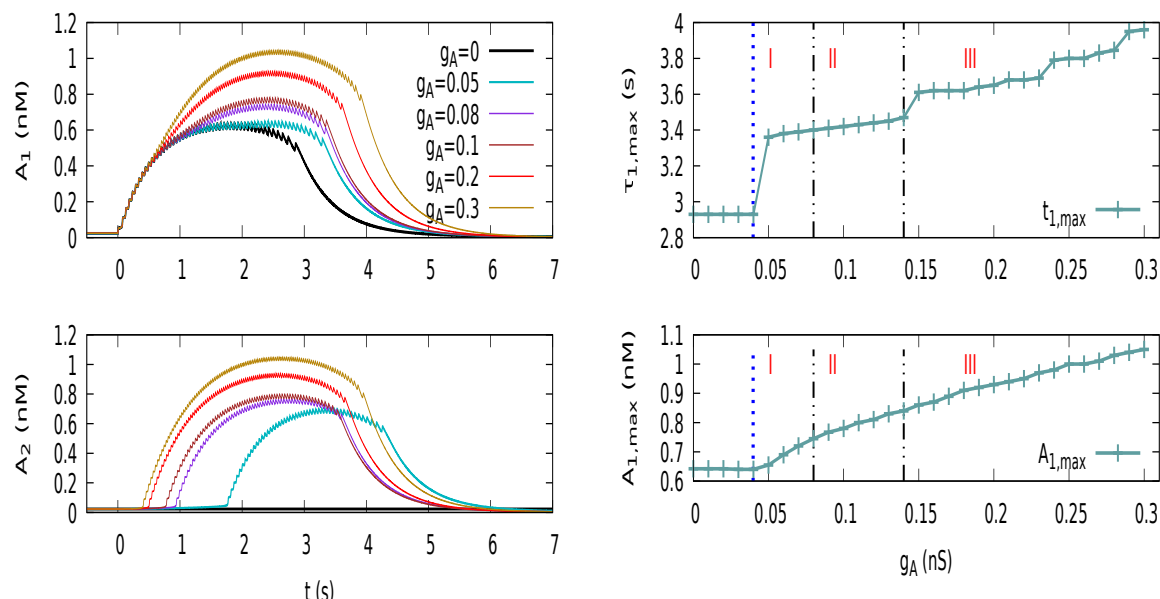 1.2
1
0.8
0.6
0.4
0.2
0
A1 (nM)
gA=0
gA=0.05
gA=0.08
gA=0.1
gA=0.2
gA=0.3
0 1 2 3 4 5 6 7
4
3.8
3.6
3.4
3.2
3
2.8
τ1,max (s)
I II III
t1,max
0 0.05 0.1 0.15 0.2 0.25 0.3
1.2
1
0.8
0.6
0.4
0.2
0
A2 (nM)
0 1 2 3 4 5 6 7
t (s)
1.1
1
0.9
0.8
0.7
0.6
A1,max (nM)
I II III
A1,max
0 0.05 0.1 0.15 0.2 0.25 0.3
gA (nS)